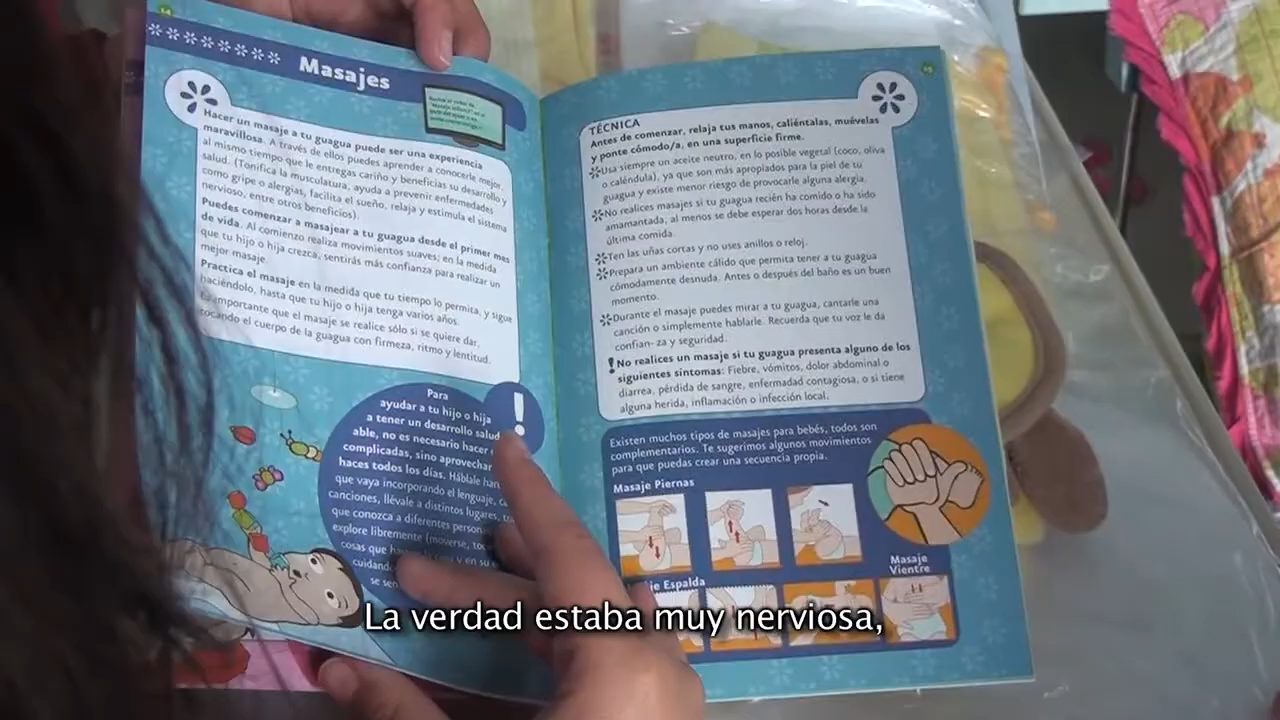 14
Masajes
Hacer un masaje a tu guagua puede ser una experiencia
maravillosa. A través de ellos puedes aprender a conocerle mejor,
al mismo tiempo que le entregas cariño y beneficias su desarrollo y
salud. (Tonifica la musculatura, ayuda a prevenir enfermedades
como gripe o alergias, facilita el sueño, relaja y estimula el sistema
nervioso, entre otros beneficios).
Puedes comenzar a masajear a tu guagua desde el primer mes
de vida. Al comienzo realiza movimientos suaves; en la medida
que tu hijo o hija crezca, sentirás más confianza para realizar un
mejor masaje.
Practica el masaje en la medida que tu tiempo lo permita, y sigue
haciéndolo, hasta que tu hijo o hija tenga varios años.
Es importante que el masaje se realice sólo si se quiere dar,
tocando el cuerpo de la guagua con firmeza, ritmo y lentitud.
Para
ayudar a tu hijo o hija
a tener un desarrollo salud
able, no es necesario hacer
complicadas, sino aprovechar
haces todos los días. Háblale
que vaya incorporando el lenguaje,
canciones, llévale a distintos lugares,
que conozca a diferentes
explore libremente (moverse,
cosas que
y en su
se
!
15
TÉCNICA
Antes de comenzar, relaja tus manos, caliéntalas, muévelas
y ponte cómodo/a, en una superficie firme.
Usa siempre un aceite neutro, en lo posible vegetal (coco, oliva
o caléndula), ya que son más apropiados para la piel de tu
guagua y existe menor riesgo de provocarle alguna alergia.
No realices masajes si tu guagua recién ha comido o ha sido
amamantada, al menos se debe esperar dos horas desde la
última comida.
Ten las uñas cortas y no uses anillos o reloj.
Prepara un ambiente cálido que permita tener a tu guagua
cómodamente desnuda. Antes o después del baño es un buen
momento.
Durante el masaje puedes mirar a tu guagua, cantarle una
canción o simplemente hablarle. Recuerda que tu voz le da
confian- za y seguridad.
! No realices un masaje si tu guagua presenta alguno de los
siguientes síntomas: Fiebre, vómitos, dolor abdominal o
diarrea, pérdida de sangre, enfermedad contagiosa, o si tiene
alguna herida, inflamación o infección local.
Existen muchos tipos de masajes para bebés, todos son
complementarios. Te sugerimos algunos movimientos
para que puedas crear una secuencia propia.
Masaje Piernas
Espalda
Masaje
Vientre
La verdad estaba muy nerviosa,